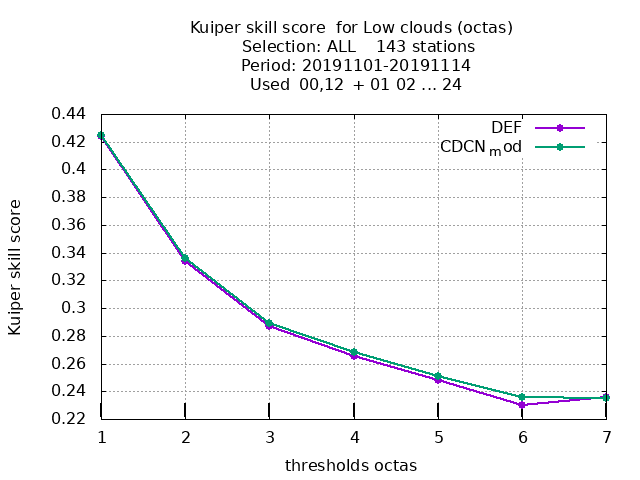 Kuiper skill score  for Low clouds (octas)
Selection: ALL    143 stations
Period: 20191101-20191114
Used  00,12  + 01 02 ... 24
DEF
CDCNmod
0.44
0.42
0.4
0.38
0.36
0.34
0.32
0.3
0.28
0.26
0.24
0.22
Kuiper skill score
1 2 3 4 5 6 7
thresholds octas